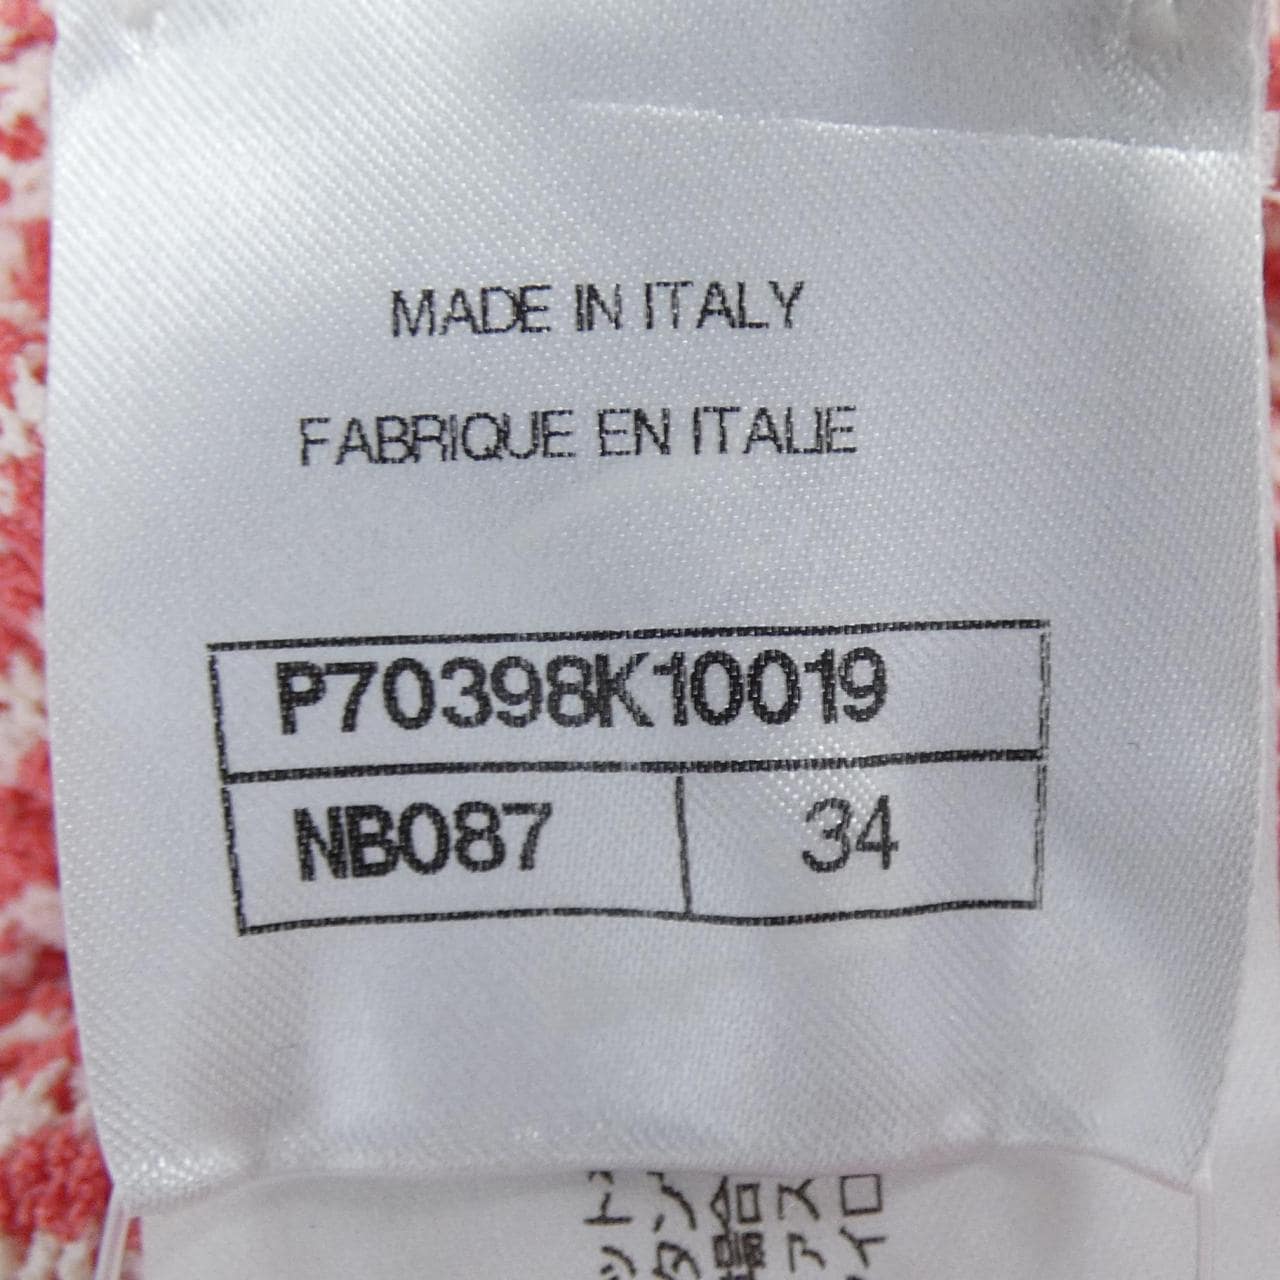 MADE IN ITALY
FABRIQUE EN ITALIE
P70398K10019
NB087 34